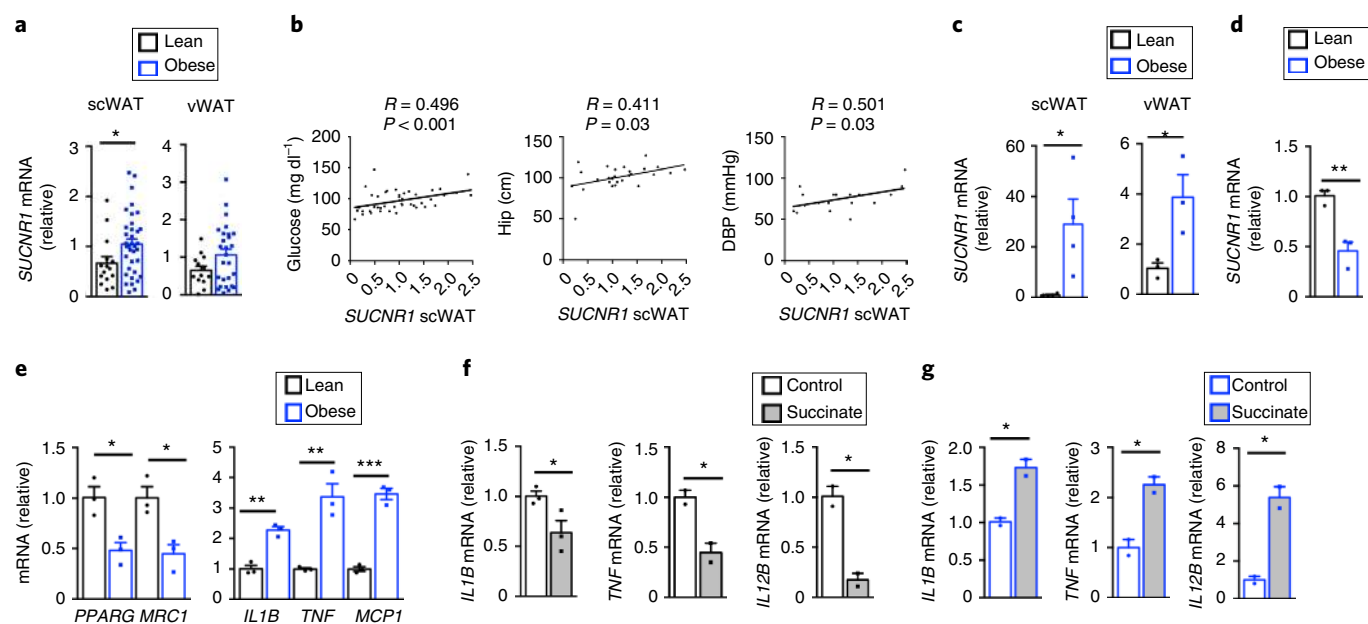 a
Lean
Obese
scWAT
vWAT
*
SUCNR1 mRNA
(relative)
3
2
1
0
4
3
2
1
0
b
R = 0.496
P < 0.001
Glucose (mg dl−1)
200
150
100
50
0
0
0.5
1.0
1.5
2.0
2.5
SUCNR1 scWAT
R = 0.411
P = 0.03
Hip (cm)
150
100
50
0
0
0.5
1.0
1.5
2.0
2.5
SUCNR1 scWAT
R = 0.501
P = 0.03
DBP (mmHg)
150
100
50
0
0
0.5
1.0
1.5
2.0
2.5
SUCNR1 scWAT
c
Lean
Obese
scWAT
vWAT
*
*
SUCNR1 mRNA
(relative)
60
40
20
0
6
4
2
0
d
Lean
Obese
**
SUCNR1 mRNA
(relative)
1.5
1.0
0.5
0
e
Lean
Obese
mRNA (relative)
1.5
1.0
0.5
0
*
*
PPARG MRC1
5
4
3
2
1
0
**
**
***
IL1B TNF MCP1
f
Control
Succinate
IL1B mRNA (relative)
1.5
1.0
0.5
0
*
TNF mRNA (relative)
1.5
1.0
0.5
0
*
IL12B mRNA (relative)
1.5
1.0
0.5
0
*
g
Control
Succinate
IL1B mRNA (relative)
2.0
1.5
1.0
0.5
0
*
TNF mRNA (relative)
3
2
1
0
*
IL12B mRNA (relative)
8
6
4
2
0
*